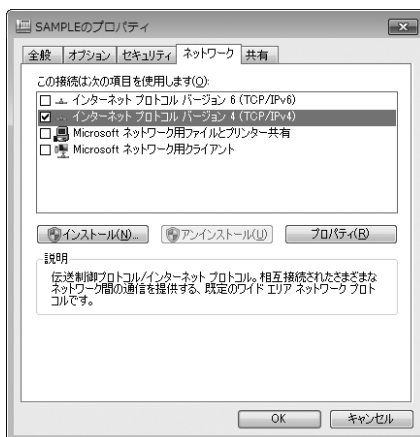 SAMPLEのプロパティ
全般 オプション セキュリティ ネットワーク 共有
この接続は次の項目を使用します(O):
インターネット プロトコル バージョン 6 (TCP/IPv6)
インターネット プロトコル バージョン 4 (TCP/IPv4)
Microsoft ネットワーク用ファイルとプリンター共有
Microsoft ネットワーク用クライアント
インストール(N)... アンインストール(U) プロパティ(R)
説明
伝送制御プロトコル/インターネット プロトコル。相互接続されたさまざまな
ネットワーク間の通信を提供する、既定のワイド エリア ネットワーク プロト
コルです。
OK キャンセル